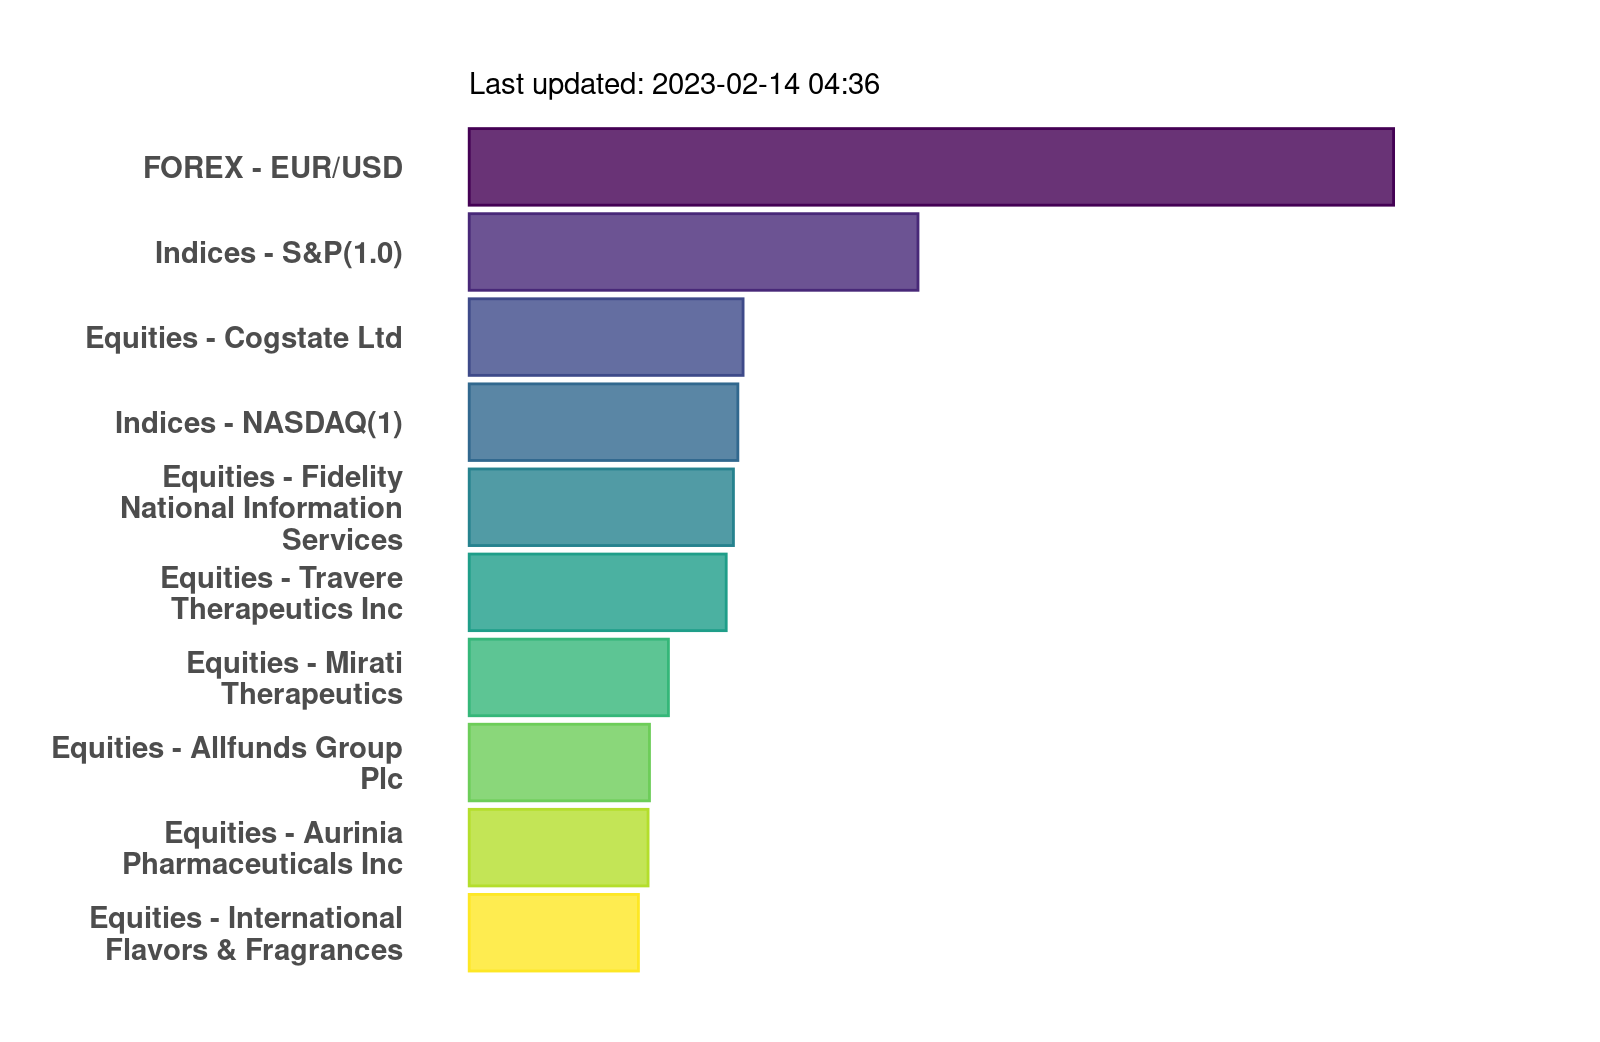 Last updated: 2023-02-14 04:36
FOREX - EUR/USD
Indices - S&P(1.0)
Equities - Cogstate Ltd
Indices - NASDAQ(1)
Equities - Fidelity
National Information
Services
Equities - Travere
Therapeutics Inc
Equities - Mirati
Therapeutics
Equities - Allfunds Group
Plc
Equities - Aurinia
Pharmaceuticals Inc
Equities - International
Flavors & Fragrances